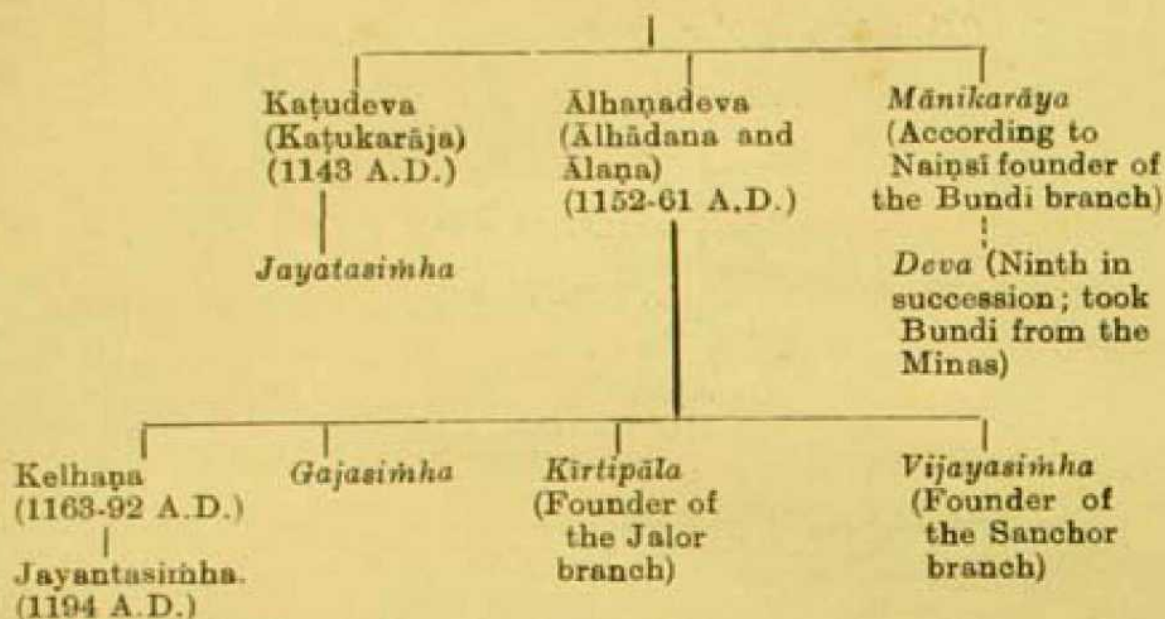 Kaṭudeva
(Kaṭukarāja)
(1143 A.D.)
Jayatasiṁha
Ālhaṇadeva
(Ālhādana and
Ālaṇa)
(1152-61 A.D.)
Mānikarāya
(According to
Naiṇsī founder of
the Bundi branch)
Deva (Ninth in
succession; took
Bundi from the
Minas)
Kelhaṇa
(1163-92 A.D.)
Jayantasiṁha.
(1194 A.D.)
Gajasiṁha
Kīrtipāla
(Founder of
the Jalor
branch)
Vijayasiṁha
(Founder of
the Sanchor
branch)